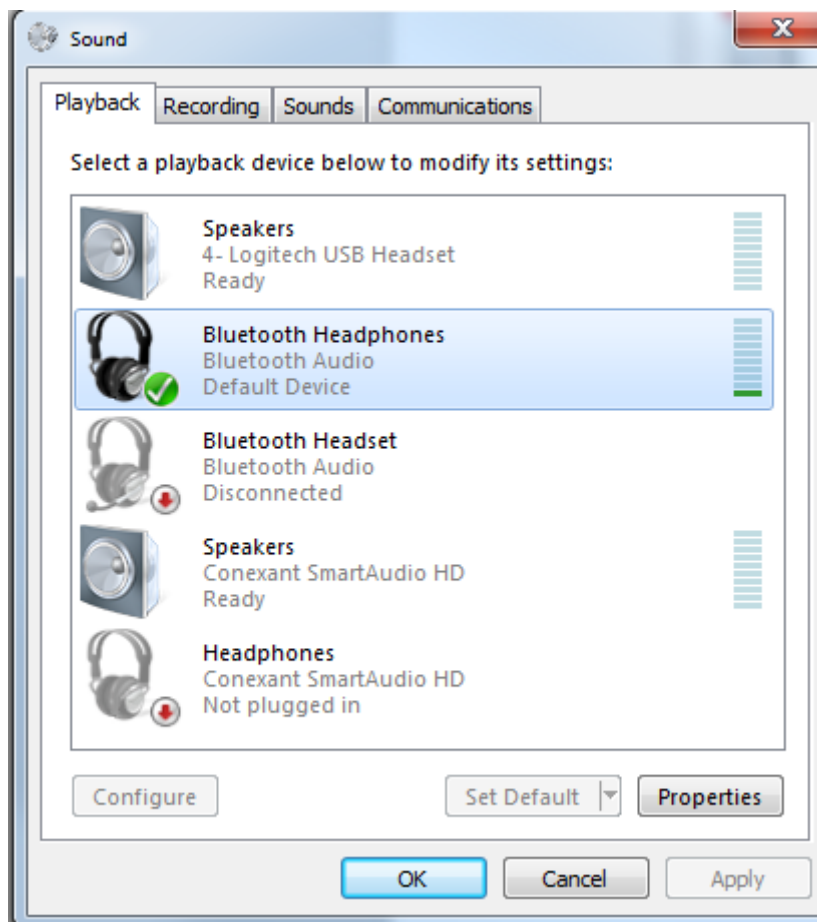 Sound
Playback
Recording
Sounds
Communications
Select a playback device below to modify its settings:
Speakers
4- Logitech USB Headset
Ready
Bluetooth Headphones
Bluetooth Audio
Default Device
Bluetooth Headset
Bluetooth Audio
Disconnected
Speakers
Conexant SmartAudio HD
Ready
Headphones
Conexant SmartAudio HD
Not plugged in
Configure
Set Default
Properties
OK
Cancel
Apply